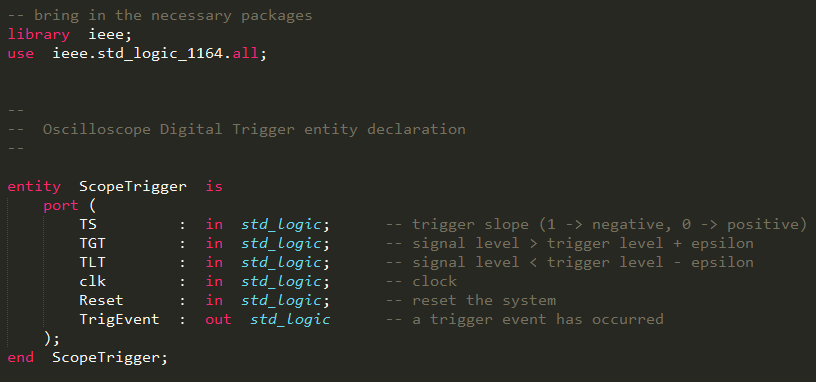 -- bring in the necessary packages
library  ieee;
use  ieee.std_logic_1164.all;
--
--  Oscilloscope Digital Trigger entity declaration
--
entity  ScopeTrigger  is
    port (
        TS         :  in  std_logic;      -- trigger slope (1 -> negative, 0 -> positive)
        TGT        :  in  std_logic;      -- signal level > trigger level + epsilon
        TLT        :  in  std_logic;      -- signal level < trigger level - epsilon
        clk        :  in  std_logic;      -- clock
        Reset      :  in  std_logic;      -- reset the system
        TrigEvent  :  out  std_logic      -- a trigger event has occurred
    );
end  ScopeTrigger;